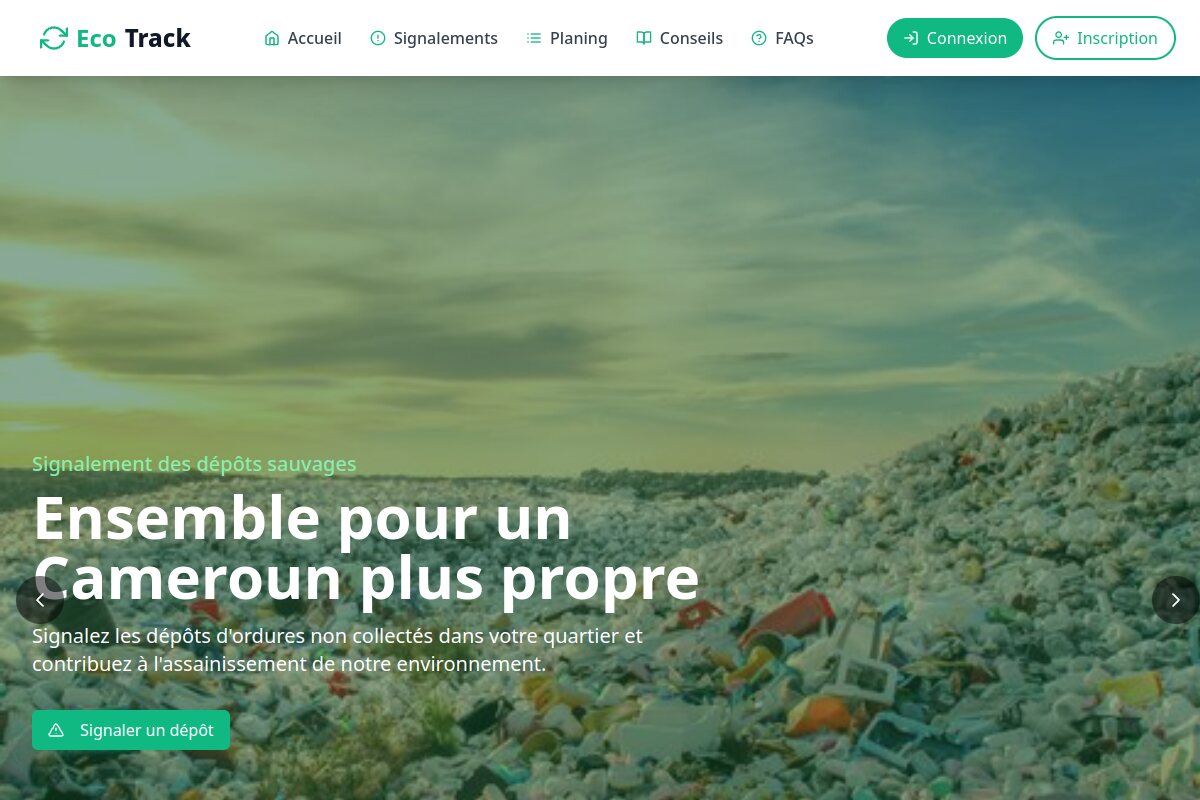 Eco Track
Accueil
Signalements
Planing
Conseils
FAQs
Connexion
Inscription
Signalement des dépôts sauvages
Ensemble pour un
Cameroun plus propre
Signalez les dépôts d'ordures non collectés dans votre quartier et
contribuez à l'assainissement de notre environnement.
Signaler un dépôt